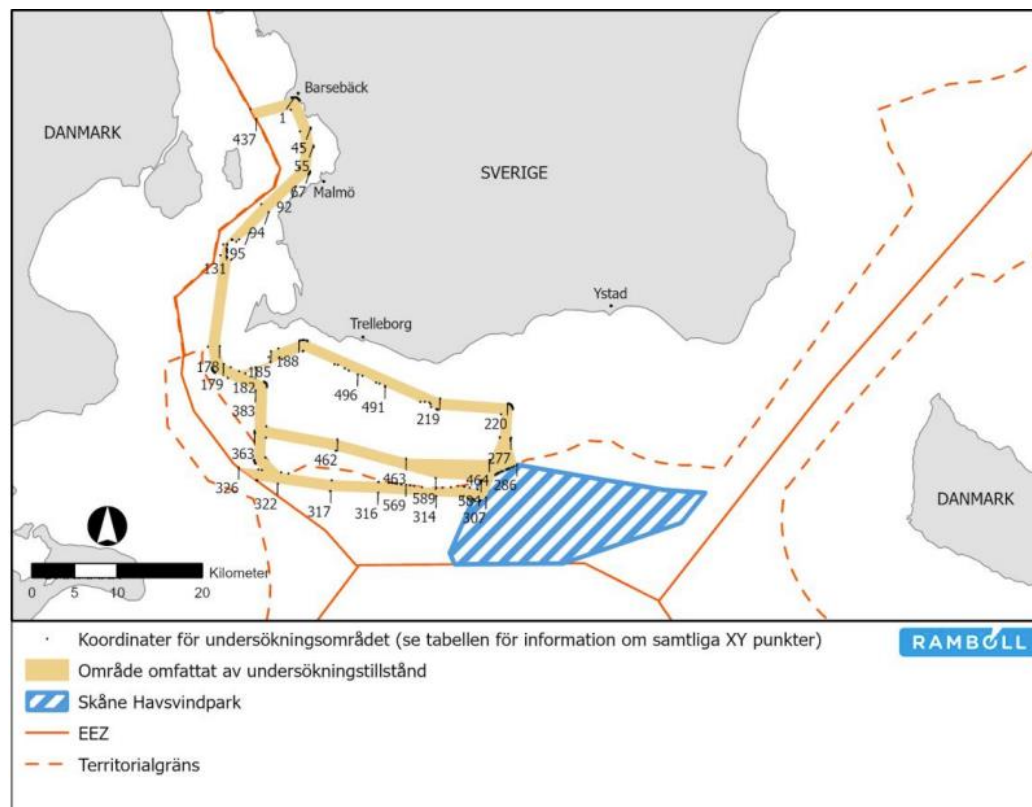 Barsebäck
1
DANMARK
437
45
SVERIGE
55
67
Malmö
92
94
95
131
Ystad
Trelleborg
188
178
185
179
182
496
491
383
219
220
363
462
277
463
464
326
286
322
589
594
317
316
569
314
307
DANMARK
Kilometer
0 5 10 20
Koordinater för undersökningsområdet (se tabellen för information om samtliga XY punkter)
RAMBOLL
Område omfattat av undersökningstillstånd
Skåne Havsvindpark
EEZ
Territorialgräns